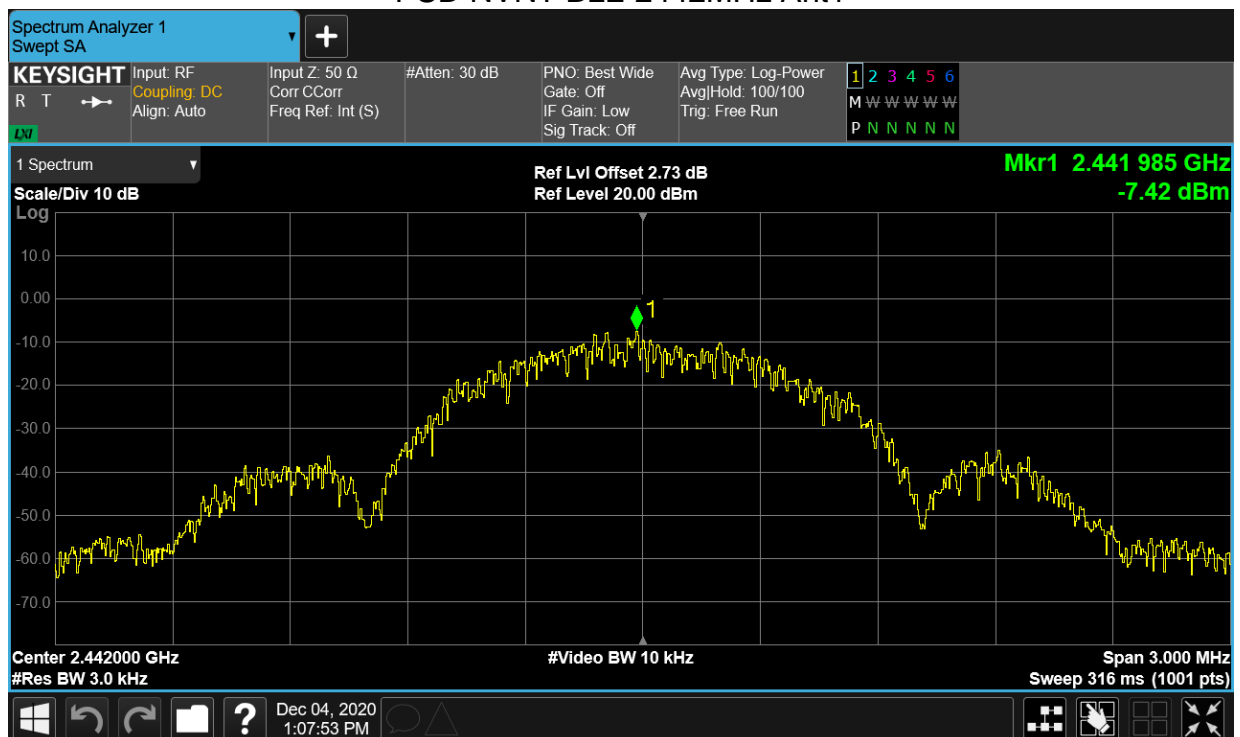 Spectrum Analyzer 1
Swept SA
KEYSIGHT
R T
LXI
Input: RF
Coupling: DC
Align: Auto
Input Z: 50 Ω
Corr CCorr
Freq Ref: Int (S)
#Atten: 30 dB
PNO: Best Wide
Gate: Off
IF Gain: Low
Sig Track: Off
Avg Type: Log-Power
Avg|Hold: 100/100
Trig: Free Run
1 2 3 4 5 6
M W W W W W
P N N N N N
1 Spectrum
Scale/Div 10 dB
Log
Ref Lvl Offset 2.73 dB
Ref Level 20.00 dBm
Mkr1 2.441 985 GHz
-7.42 dBm
10.0
0.00
1
-10.0
-20.0
-30.0
-40.0
-50.0
-60.0
-70.0
Center 2.442000 GHz
#Res BW 3.0 kHz
#Video BW 10 kHz
Span 3.000 MHz
Sweep 316 ms (1001 pts)
?
Dec 04, 2020
1:07:53 PM